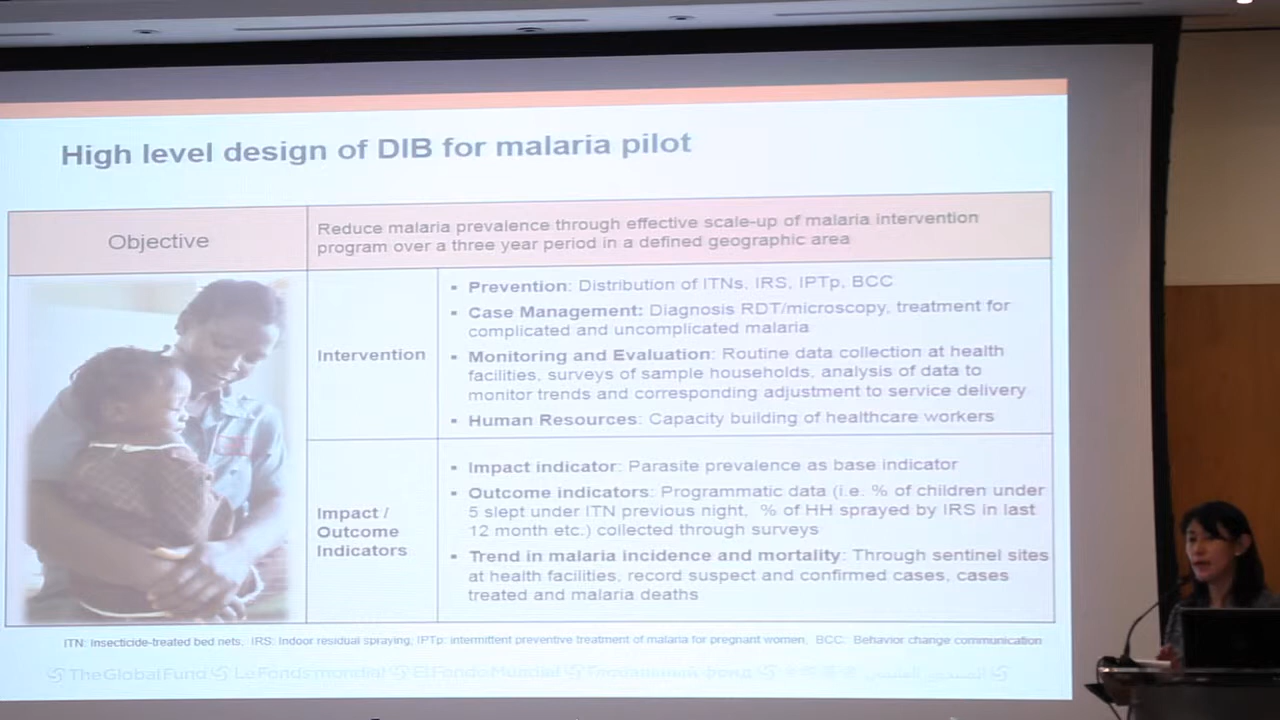 High level design of DIB for malaria pilot
Objective
Reduce malaria prevalence through effective scale-up of malaria intervention
program over a three year period in a defined geographic area
Intervention
▪ Prevention: Distribution of ITNs, IRS, IPTp, BCC
▪ Case Management: Diagnosis RDT/microscopy, treatment for
complicated and uncomplicated malaria
▪ Monitoring and Evaluation: Routine data collection at health
facilities, surveys of sample households, analysis of data to
monitor trends and corresponding adjustment to service delivery
▪ Human Resources: Capacity building of healthcare workers
Impact /
Outcome
Indicators
▪ Impact indicator: Parasite prevalence as base indicator
▪ Outcome indicators: Programmatic data (i.e. % of children under
5 slept under ITN previous night, % of HH sprayed by IRS in last
12 month etc.) collected through surveys
▪ Trend in malaria incidence and mortality: Through sentinel sites
at health facilities, record suspect and confirmed cases, cases
treated and malaria deaths
ITN: Insecticide-treated bed nets, IRS: Indoor residual spraying, IPTp: intermittent preventive treatment of malaria for pregnant women, BCC: Behavior change communication
The Global Fund Le Fonds mondial El Fondo Mundial Глобальный фонд